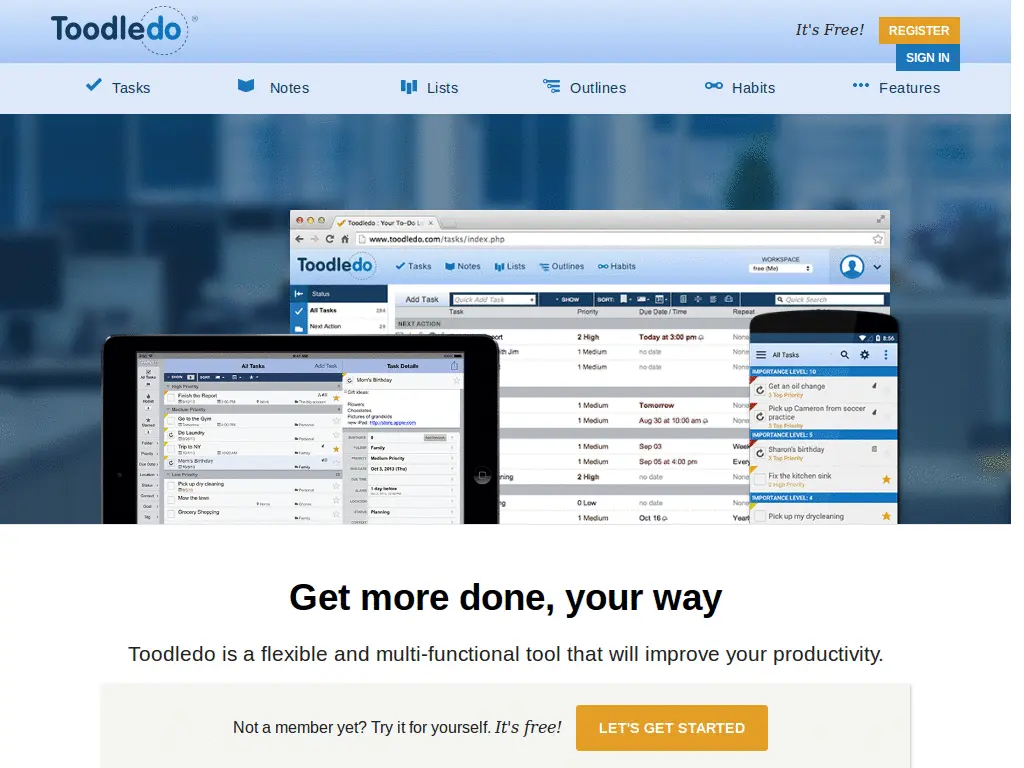 Toodledo®
It's Free! REGISTER
SIGN IN
Tasks Notes Lists Outlines Habits Features
Toodledo : Your To-Do
www.toodledo.com/tasks/index.php
Toodledo Tasks Notes Lists Outlines Habits
WORKSPACE
free (Me)
Status
All Tasks 284
Next Action 29
Add Task Quick Add Task SHOW SORT: Quick Search
Task Priority Due Date / Time Repeat
NEXT ACTION
2 High Today at 3:00 pm None
1 Medium no date
1 Medium no date
1 Medium Tomorrow
1 Medium Aug 30 at 10:00 am
1 Medium Sep 03
1 Medium Sep 05 at 4:00 pm
2 High no date
0 Low no date
1 Medium Oct 16
All Tasks Add Task
High Priority
Finish the Report
Medium Priority
Go to the Gym
Do Laundry
Trip to NY
Mom's Birthday
Low Priority
Pick up dry cleaning
Mow the lawn
Grocery Shopping
Task Details
Mom's Birthday
Gift ideas:
Flowers
Chocolates
Pictures of grandkids
new iPad: http://store.apple.com
Family
Medium Priority
Oct 3, 2013 (Thu)
1 day before
Planning
8:56
All Tasks
IMPORTANCE LEVEL: 10
Get an oil change
3 Top Priority
Pick up Cameron from soccer
practice
3 Top Priority
IMPORTANCE LEVEL: 5
Sharon's birthday
3 Top Priority
Fix the kitchen sink
2 High Priority
IMPORTANCE LEVEL: 4
Pick up my drycleaning
Get more done, your way
Toodledo is a flexible and multi-functional tool that will improve your productivity.
Not a member yet? Try it for yourself. It's free! LET'S GET STARTED